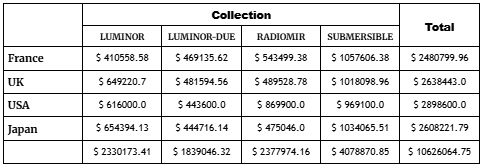 Collection Total
LUMINOR LUMINOR-DUE RADIOMIR SUBMERSIBLE
France $ 410558.58 $ 469135.62 $ 543499.38 $ 1057606.38 $ 2480799.96
UK $ 649220.7 $ 481594.56 $ 489528.78 $ 1018098.96 $ 2638443.0
USA $ 616000.0 $ 443600.0 $ 869900.0 $ 969100.0 $ 2898600.0
Japan $ 654394.13 $ 444716.14 $ 475046.0 $ 1034065.51 $ 2608221.79
$ 2330173.41 $ 1839046.32 $ 2377974.16 $ 4078870.85 $ 10626064.75